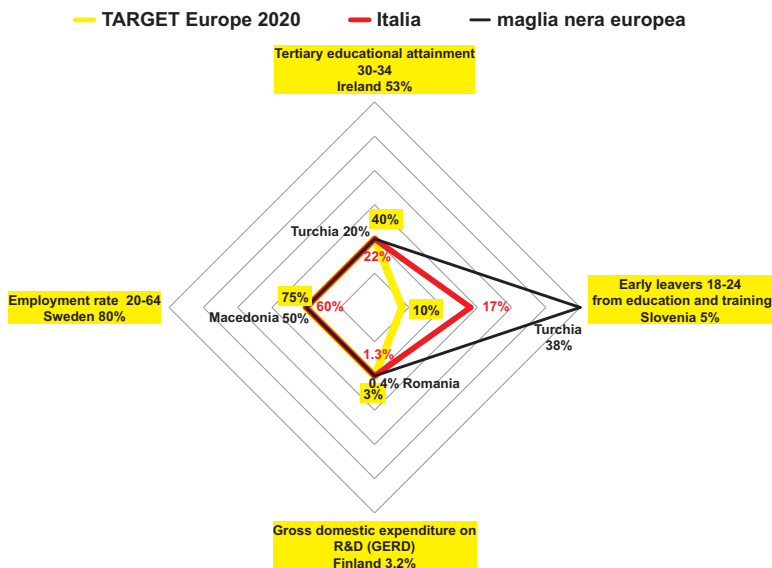 TARGET Europe 2020
Italia
maglia nera europea
Tertiary educational attainment
30-34
Ireland 53%
40%
Turchia 20%
22%
Employment rate 20-64
Sweden 80%
75%
60%
Macedonia 50%
10%
17%
Early leavers 18-24
from education and training
Slovenia 5%
Turchia
38%
1.3%
0.4% Romania
3%
Gross domestic expenditure on
R&D (GERD)
Finland 3.2%